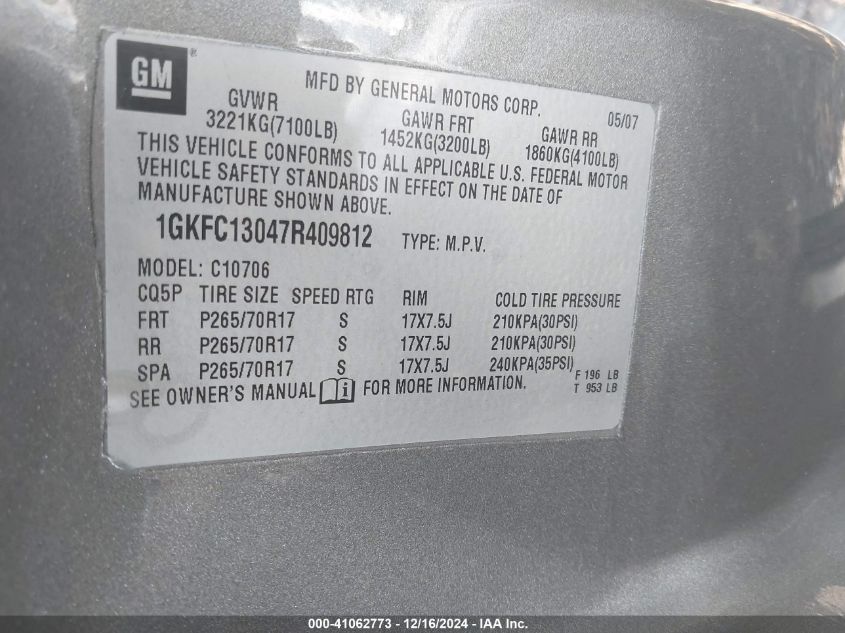 GM®
MFD BY GENERAL MOTORS CORP. 05/07
GVWR GAWR FRT GAWR RR
3221KG(7100LB) 1452KG(3200LB) 1860KG(4100LB)
THIS VEHICLE CONFORMS TO ALL APPLICABLE U.S. FEDERAL MOTOR
VEHICLE SAFETY STANDARDS IN EFFECT ON THE DATE OF
MANUFACTURE SHOWN ABOVE.
1GKFC13047R409812 TYPE: M.P.V.
MODEL: C10706
CQ5P TIRE SIZE SPEED RTG RIM COLD TIRE PRESSURE
FRT P265/70R17 S 17X7.5J 210KPA(30PSI)
RR P265/70R17 S 17X7.5J 210KPA(30PSI)
SPA P265/70R17 S 17X7.5J 240KPA(35PSI)
F 196 LB
SEE OWNER'S MANUAL i FOR MORE INFORMATION. T 953 LB
000-41062773 - 12/16/2024 - IAA Inc.